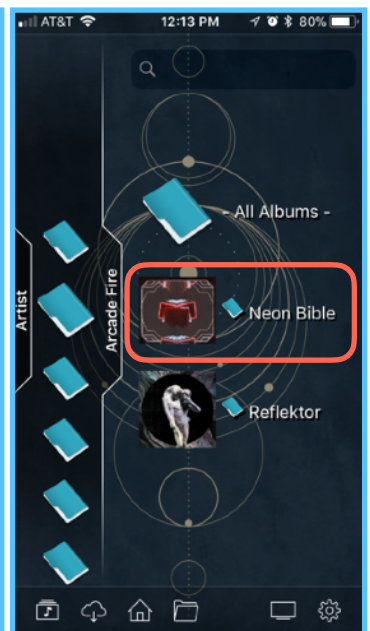 AT&T 12:13 PM 80%
- All Albums -
Artist
Arcade Fire
Neon Bible
Reflektor